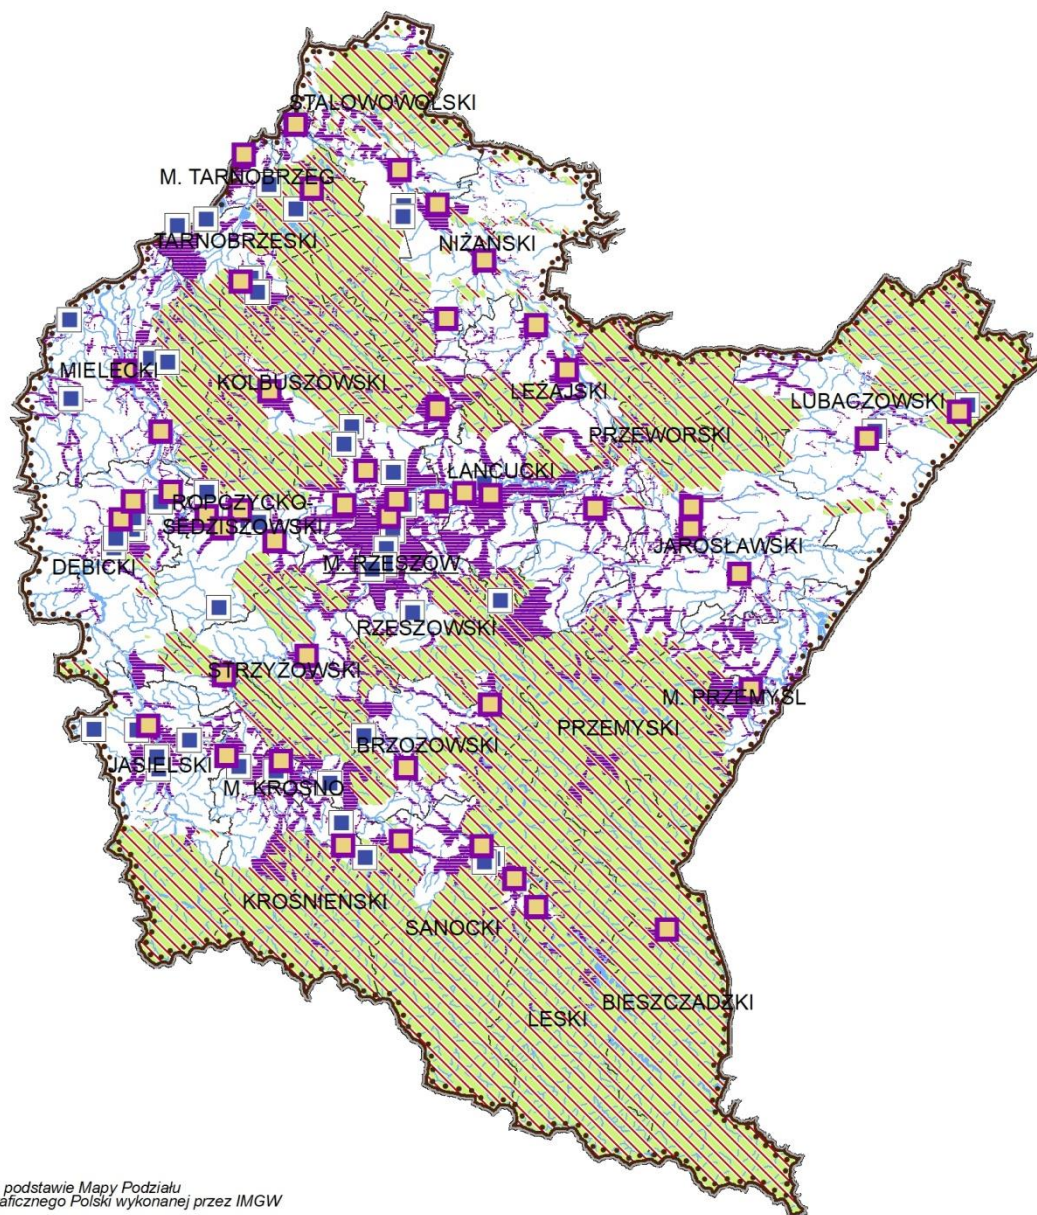 STALOWOWOLSKI
M. TARNOBRZEG
TARNOBRZESKI
NIŻAŃSKI
MIELECKI
KOLBUSZOWSKI
LEŻAJSKI
LUBACZOWSKI
PRZEWORSKI
ŁAŃCUCKI
ROPCZYCKO-
SĘDZISZOWSKI
DĘBICKI
M. RZESZÓW
JAROSŁAWSKI
RZESZOWSKI
STRZYŻOWSKI
M. PRZEMYŚL
PRZEMYSKI
BRZOZOWSKI
JASIELSKI
M. KROSNO
KROŚNIEŃSKI
SANOCKI
BIESZCZADZKI
LESKI
podstawie Mapy Podziału
aficznego Polski wykonanej przez IMGW